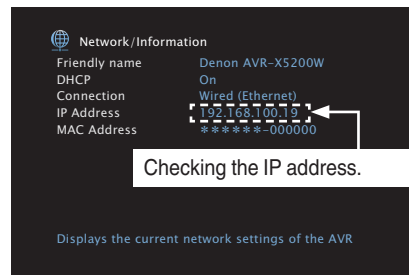 Network/Information
Friendly name Denon AVR-X5200W
DHCP On
Connection Wired (Ethernet)
IP Address 192.168.100.19
MAC Address ******-000000
Checking the IP address.
Displays the current network settings of the AVR